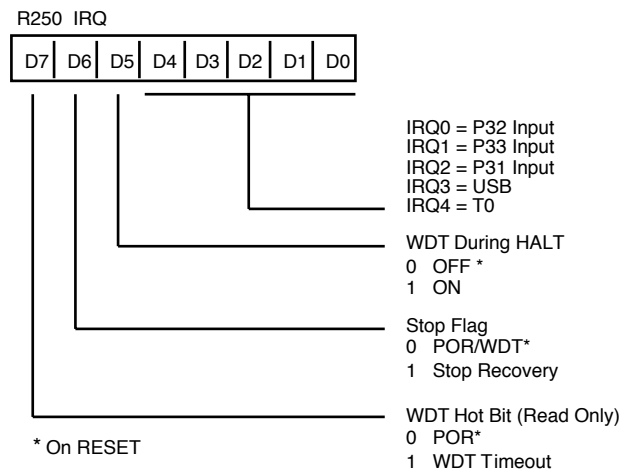 R250 IRQ
D7 D6 D5 D4 D3 D2 D1 D0
IRQ0 = P32 Input
IRQ1 = P33 Input
IRQ2 = P31 Input
IRQ3 = USB
IRQ4 = T0
WDT During HALT
0 OFF *
1 ON
Stop Flag
0 POR/WDT*
1 Stop Recovery
WDT Hot Bit (Read Only)
0 POR*
1 WDT Timeout
* On RESET